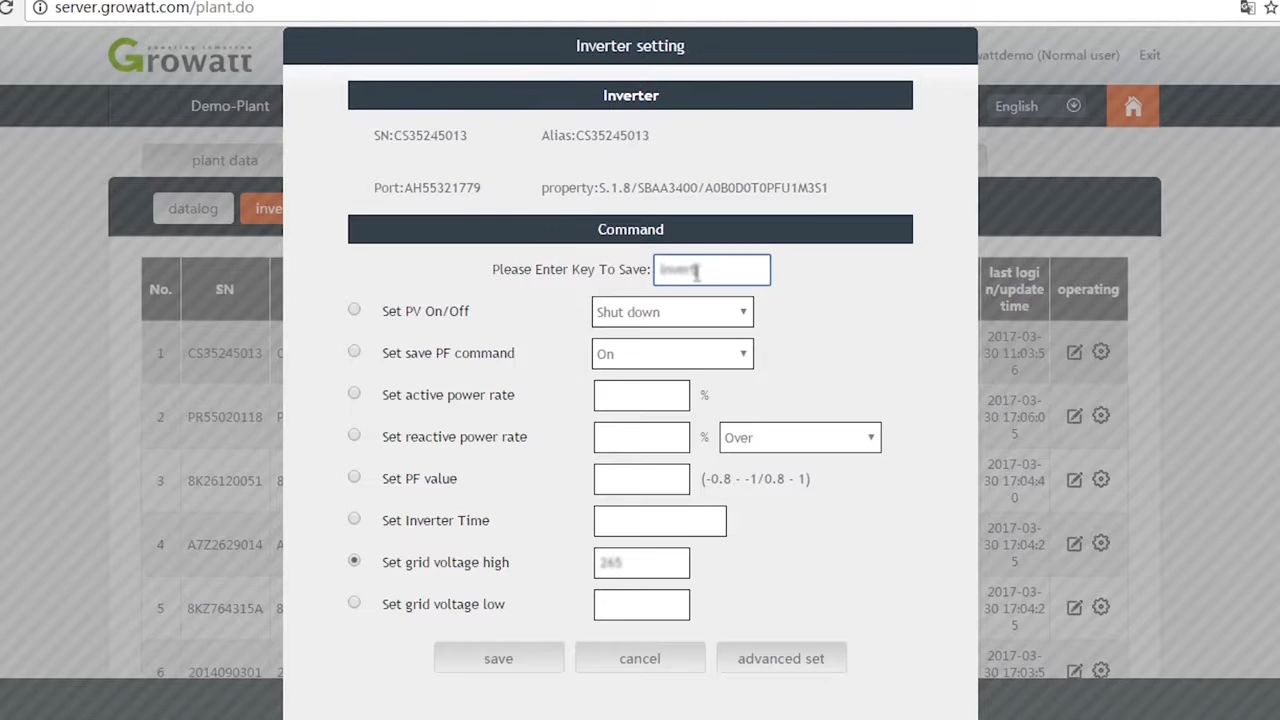 server.growatt.com/plant.do
Inverter setting
powering tomorrow
Growatt
wattdemo (Normal user) Exit
Demo-Plant
English
Inverter
SN:CS35245013 Alias:CS35245013
plant data
Port:AH55321779 property:S.1.8/SBAA3400/A0B0D0T0PFU1M3S1
datalog inve
Command
Please Enter Key To Save:
No. SN
last logi
n/update
time
operating
Set PV On/Off Shut down
1 CS35245013
2017-03-
30 11:03:5
6
Set save PF command On
Set active power rate %
2 PR55020118
2017-03-
30 17:06:0
5
Set reactive power rate % Over
3 8K26120051
2017-03-
30 17:04:4
0
Set PF value (-0.8 - -1/0.8 - 1)
Set Inverter Time
4 A7Z2629014
2017-03-
30 17:04:2
5
Set grid voltage high 265
5 8KZ764315A
2017-03-
30 17:04:2
5
Set grid voltage low
6 2014090301
2017-03-
30 17:03:5
save cancel advanced set